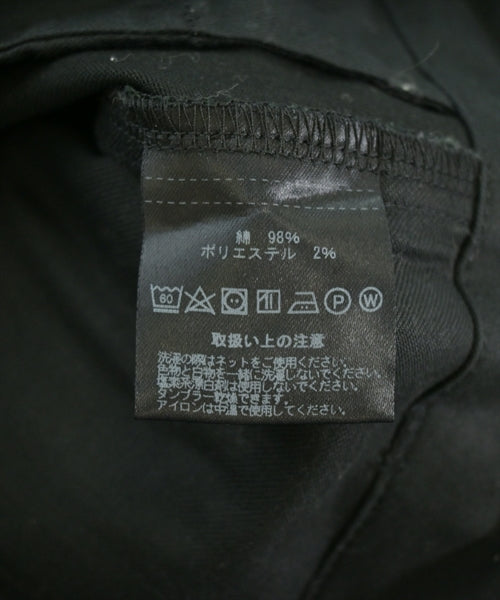 綿 98%
ポリエステル 2%
60 P W
取扱い上の注意
洗濯の際はネットをご使用ください。
色物と白物を一緒に洗濯しないでください。
塩素系漂白剤は使用しないでください。
タンブラー乾燥できます。
アイロンは中温で使用してください。